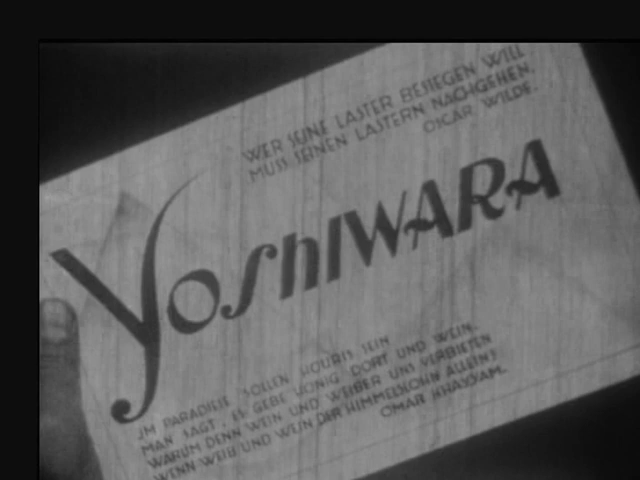 WER SEINE LASTER BESIEGEN WILL
MUSS SEINEN LASTERN NACHGEHEN.
OSCAR WILDE.
YoshIWARA
JM PARADIESE SOLLEN HOURIS SEIN
MAN SAGT, ES GEBE HONIG DORT UND WEIN.
WARUM DENN WEIN UND WEIBER UNS VERBIETEN
WENN WEIB UND WEIN DER HIMMELSLOHN ALLEIN?
OMAR KHAYYAM.